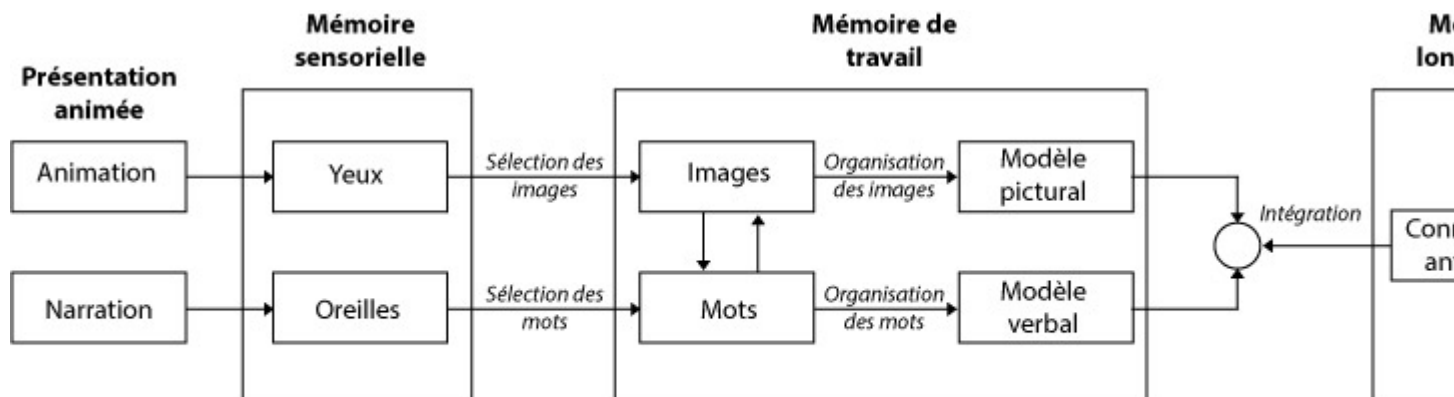 Présentation
animée
Mémoire
sensorielle
Mémoire de
travail
Animation
Yeux
Sélection des
images
Images
Organisation
des images
Modèle
pictural
Intégration
Narration
Oreilles
Sélection des
mots
Mots
Organisation
des mots
Modèle
verbal